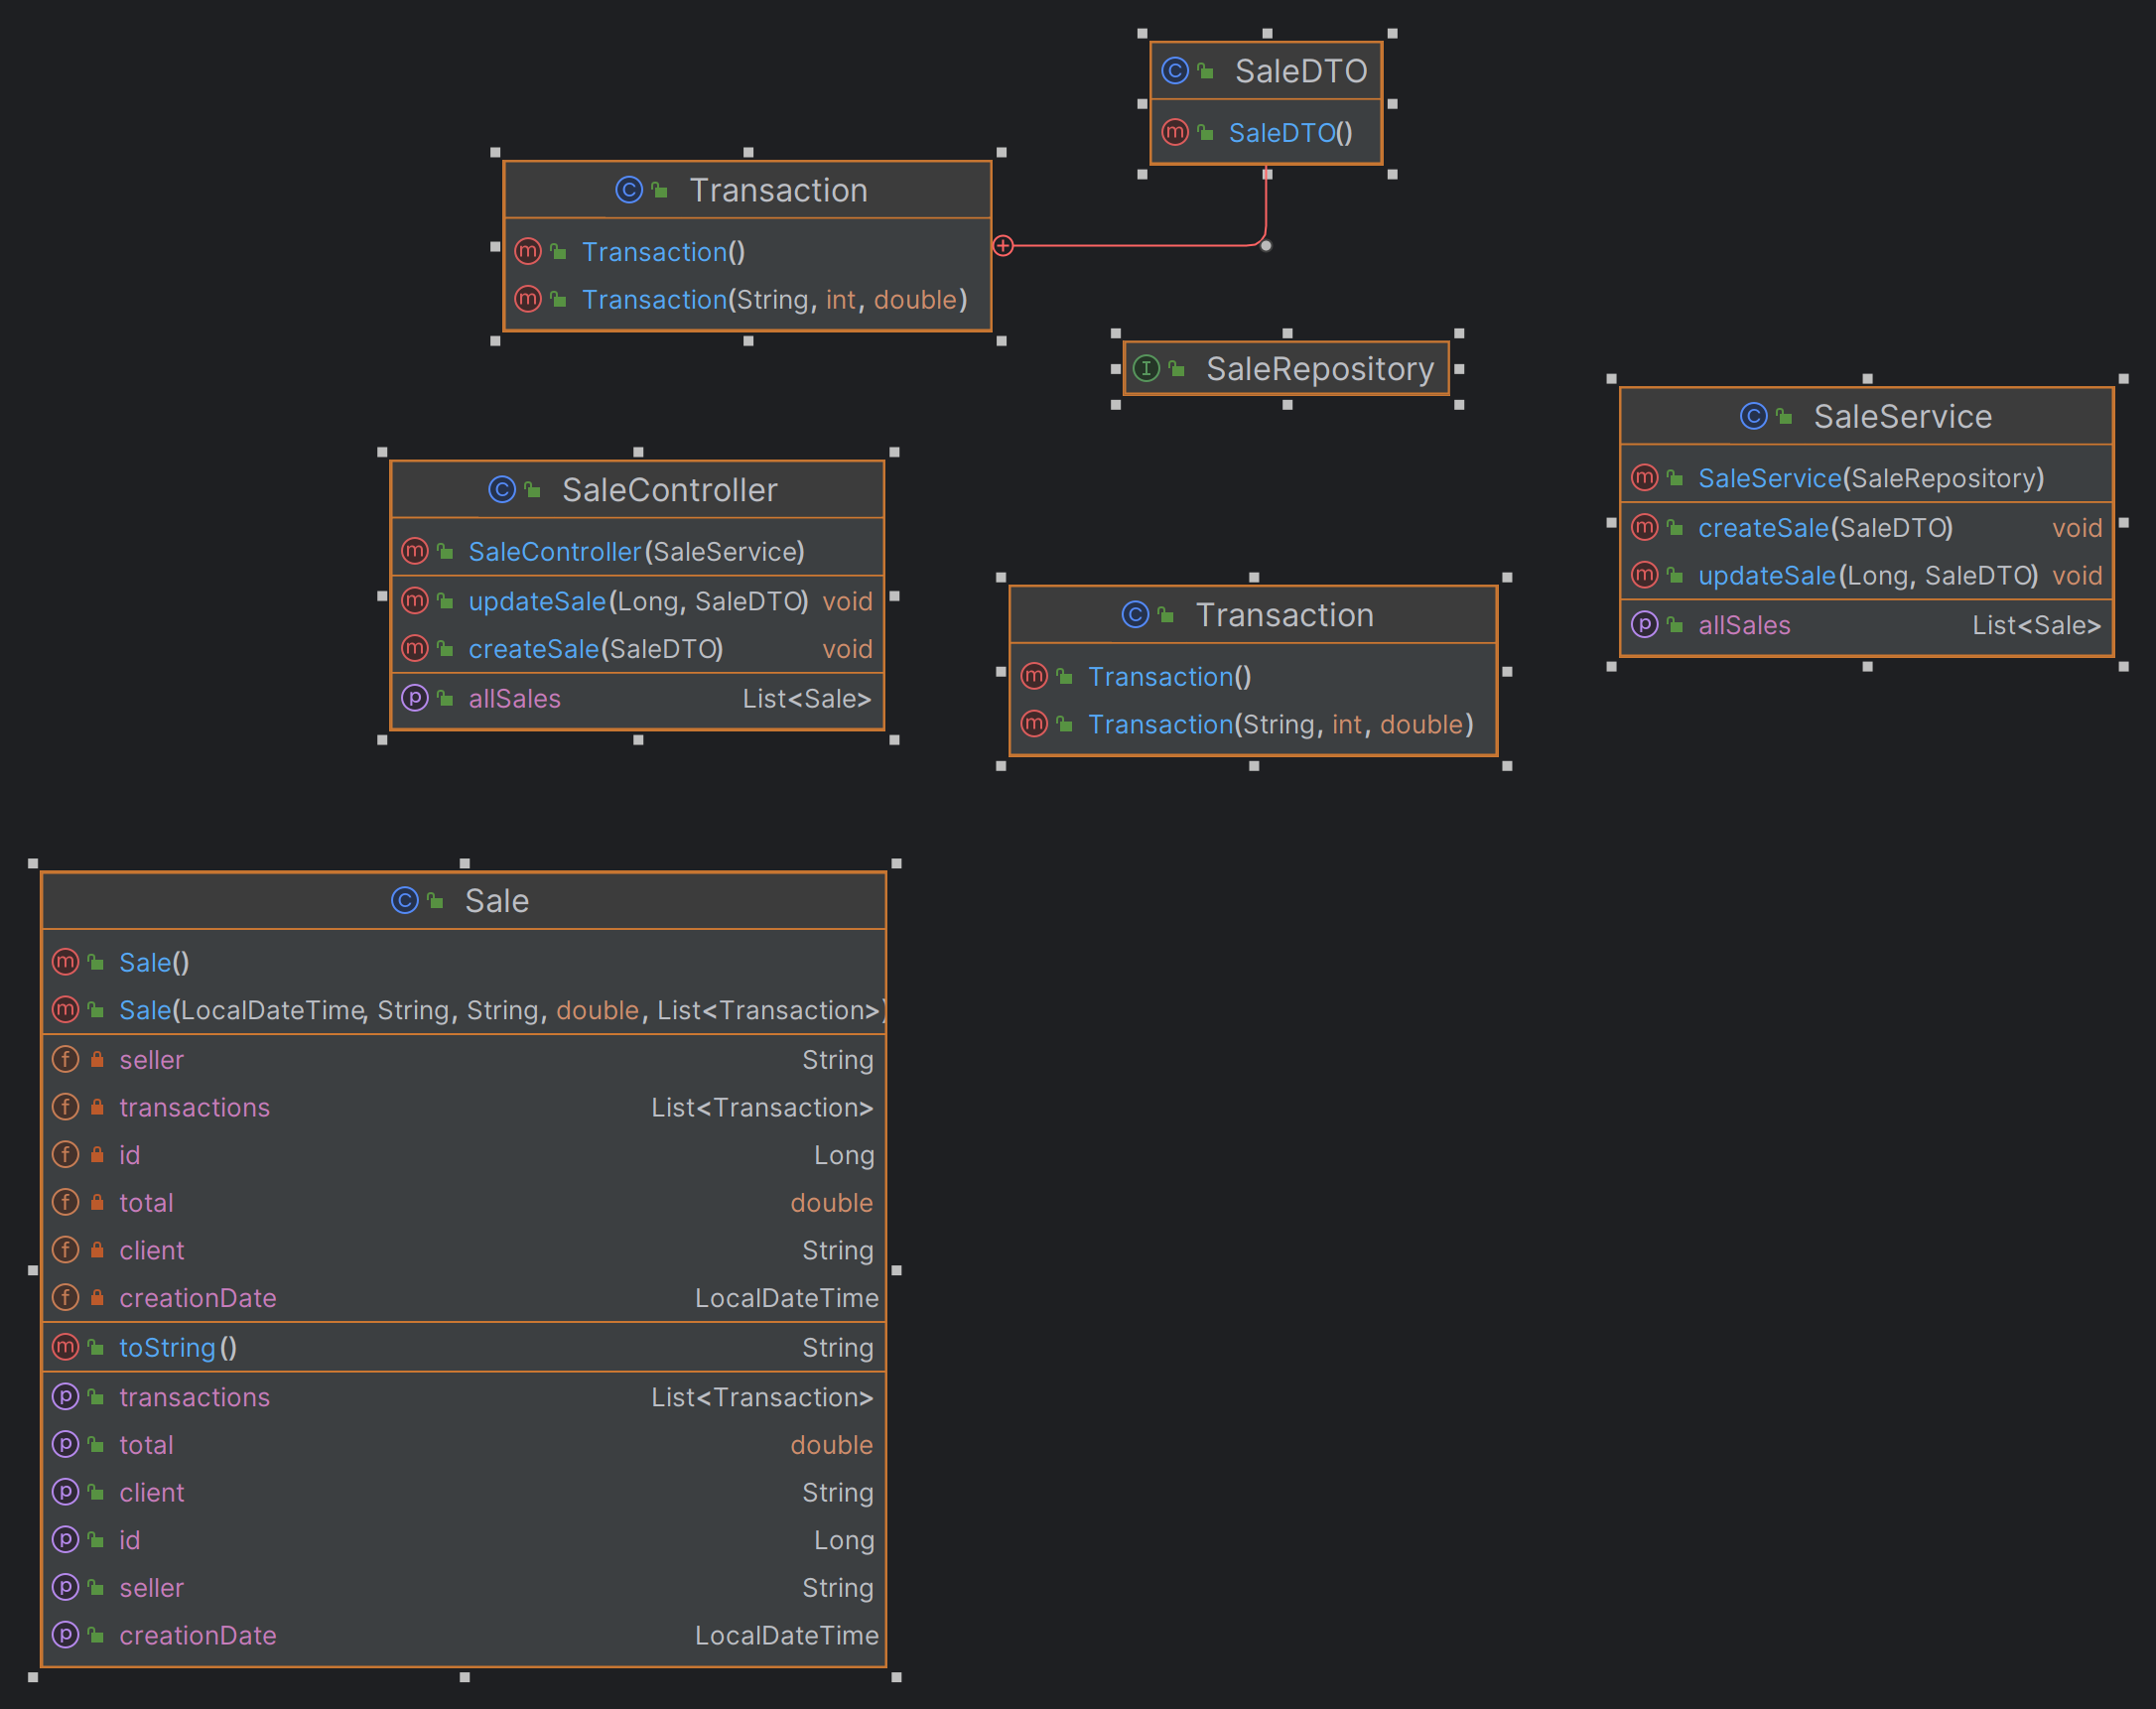 SaleDTO
SaleDTO()
Transaction
Transaction()
Transaction(String, int, double)
SaleRepository
SaleService
SaleService(SaleRepository)
createSale(SaleDTO) void
updateSale(Long, SaleDTO) void
allSales List<Sale>
SaleController
SaleController(SaleService)
updateSale(Long, SaleDTO) void
createSale(SaleDTO) void
allSales List<Sale>
Transaction
Transaction()
Transaction(String, int, double)
Sale
Sale()
Sale(LocalDateTime, String, String, double, List<Transaction>)
seller String
transactions List<Transaction>
id Long
total double
client String
creationDate LocalDateTime
toString() String
transactions List<Transaction>
total double
client String
id Long
seller String
creationDate LocalDateTime